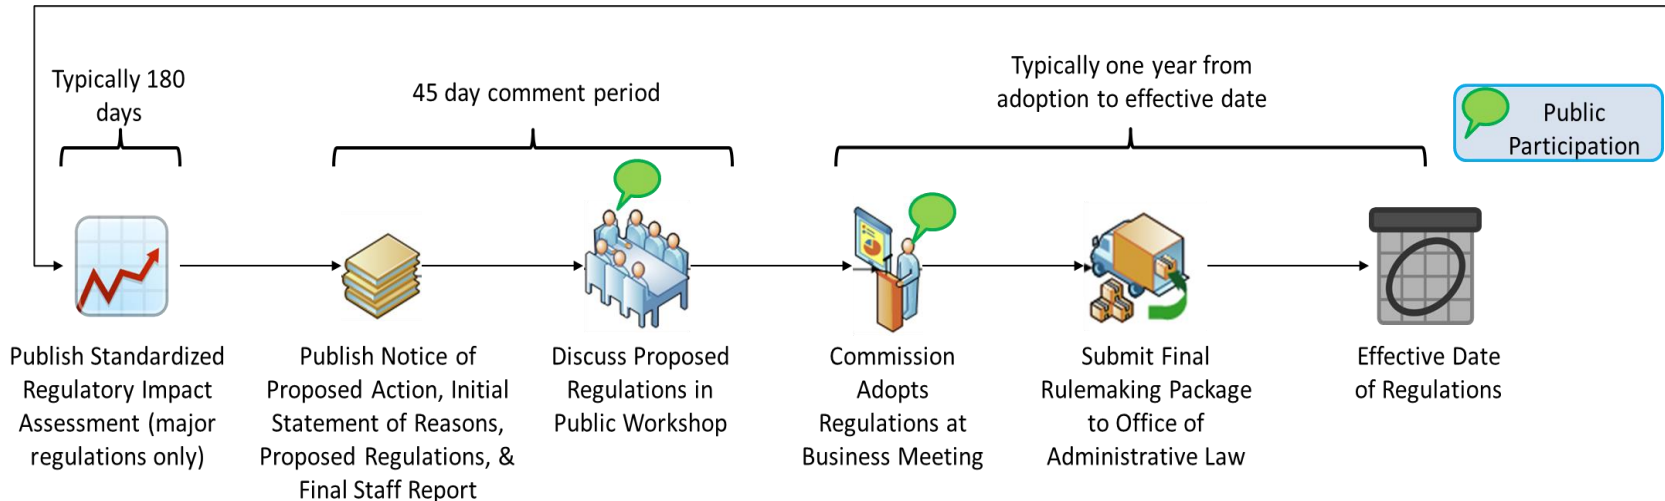 Typically 180
days
45 day comment period
Typically one year from
adoption to effective date
Public
Participation
Publish Standardized
Regulatory Impact
Assessment (major
regulations only)
Publish Notice of
Proposed Action, Initial
Statement of Reasons,
Proposed Regulations, &
Final Staff Report
Discuss Proposed
Regulations in
Public Workshop
Commission
Adopts
Regulations at
Business Meeting
Submit Final
Rulemaking Package
to Office of
Administrative Law
Effective Date
of Regulations